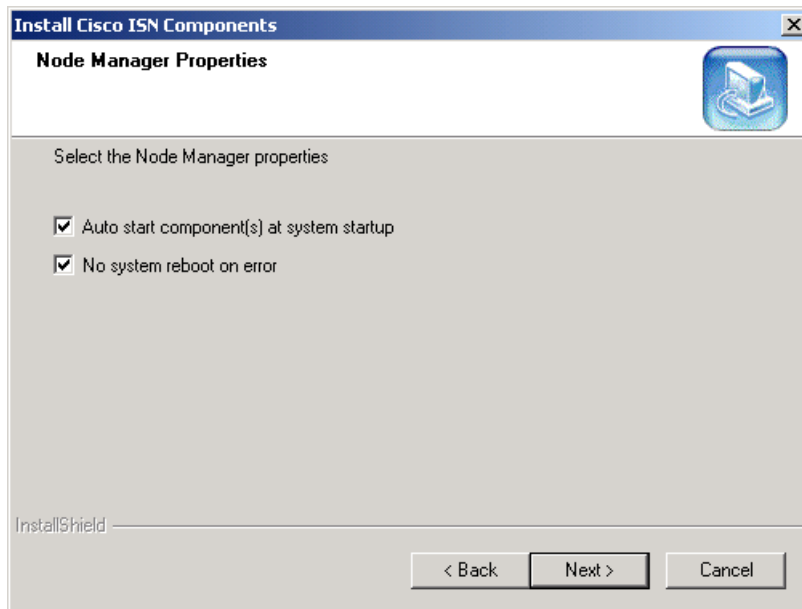 Install Cisco ISN Components
Node Manager Properties
Select the Node Manager properties
Auto start component(s) at system startup
No system reboot on error
InstallShield
< Back
Next >
Cancel